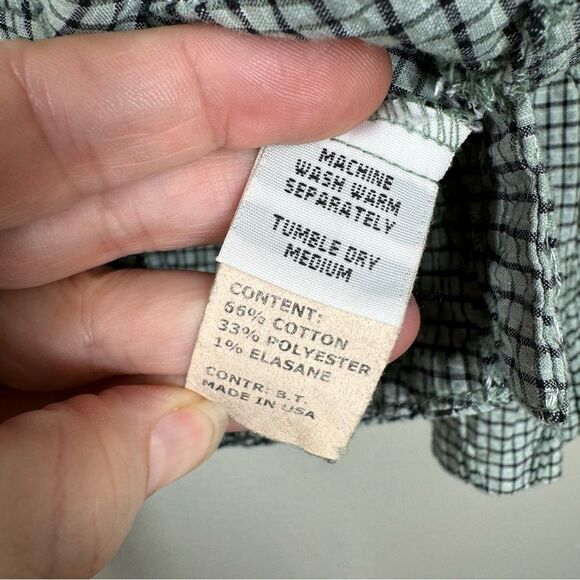 MACHINE
WASH WARM
SEPARATELY
TUMBLE DRY
MEDIUM
CONTENT:
66% COTTON
33% POLYESTER
1% ELASANE
CONTR: B.T.
MADE IN USA